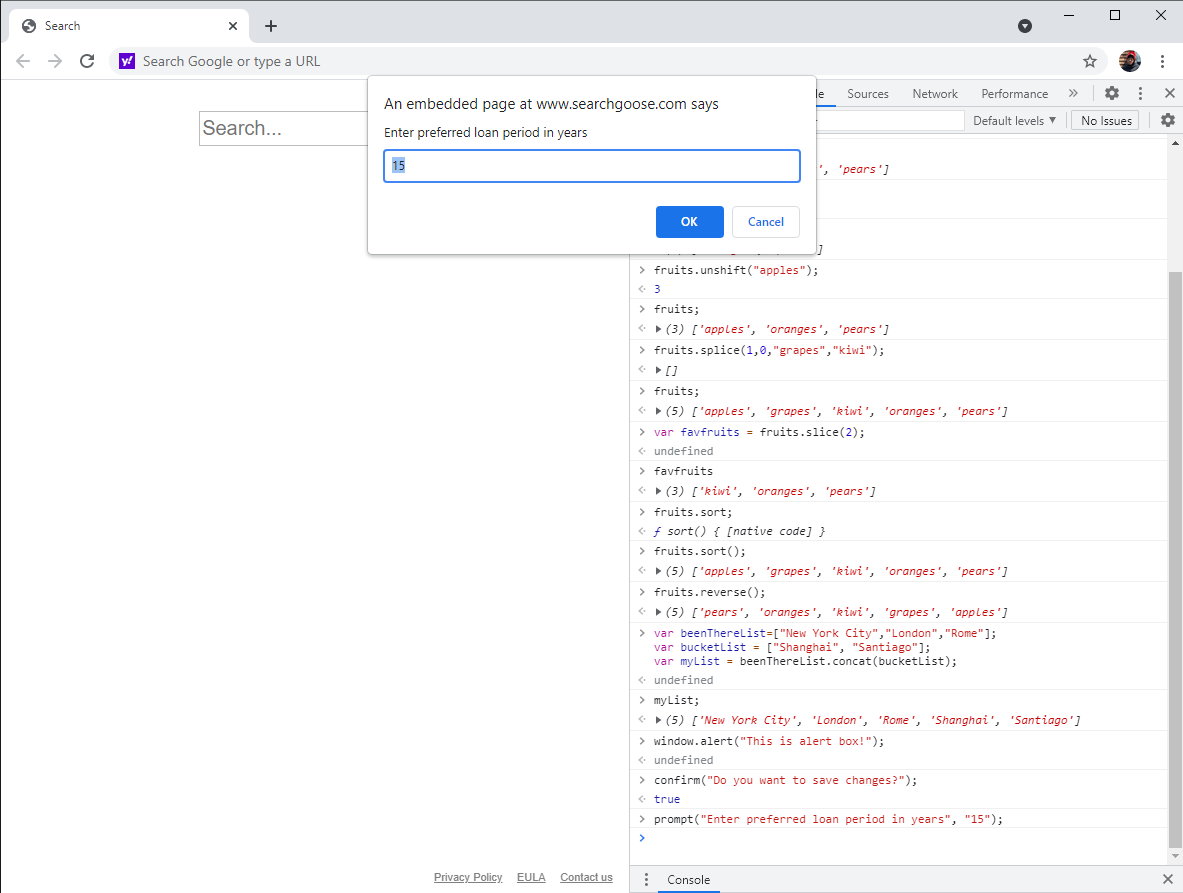 Search
Search Google or type a URL
An embedded page at www.searchgoose.com says
Enter preferred loan period in years
15
OK
Cancel
Search...
Sources
Network
Performance
Default levels ▼
No Issues
, 'pears']
fruits.unshift("apples");
3
fruits;
(3) ['apples', 'oranges', 'pears']
fruits.splice(1,0,"grapes","kiwi");
[]
fruits;
(5) ['apples', 'grapes', 'kiwi', 'oranges', 'pears']
var favfruits = fruits.slice(2);
undefined
favfruits
(3) ['kiwi', 'oranges', 'pears']
fruits.sort;
ƒ sort() { [native code] }
fruits.sort();
(5) ['apples', 'grapes', 'kiwi', 'oranges', 'pears']
fruits.reverse();
(5) ['pears', 'oranges', 'kiwi', 'grapes', 'apples']
var beenThereList=["New York City","London","Rome"];
var bucketList = ["Shanghai", "Santiago"];
var myList = beenThereList.concat(bucketList);
undefined
myList;
(5) ['New York City', 'London', 'Rome', 'Shanghai', 'Santiago']
window.alert("This is alert box!");
undefined
confirm("Do you want to save changes?");
true
prompt("Enter preferred loan period in years", "15");
Privacy Policy
EULA
Contact us
Console